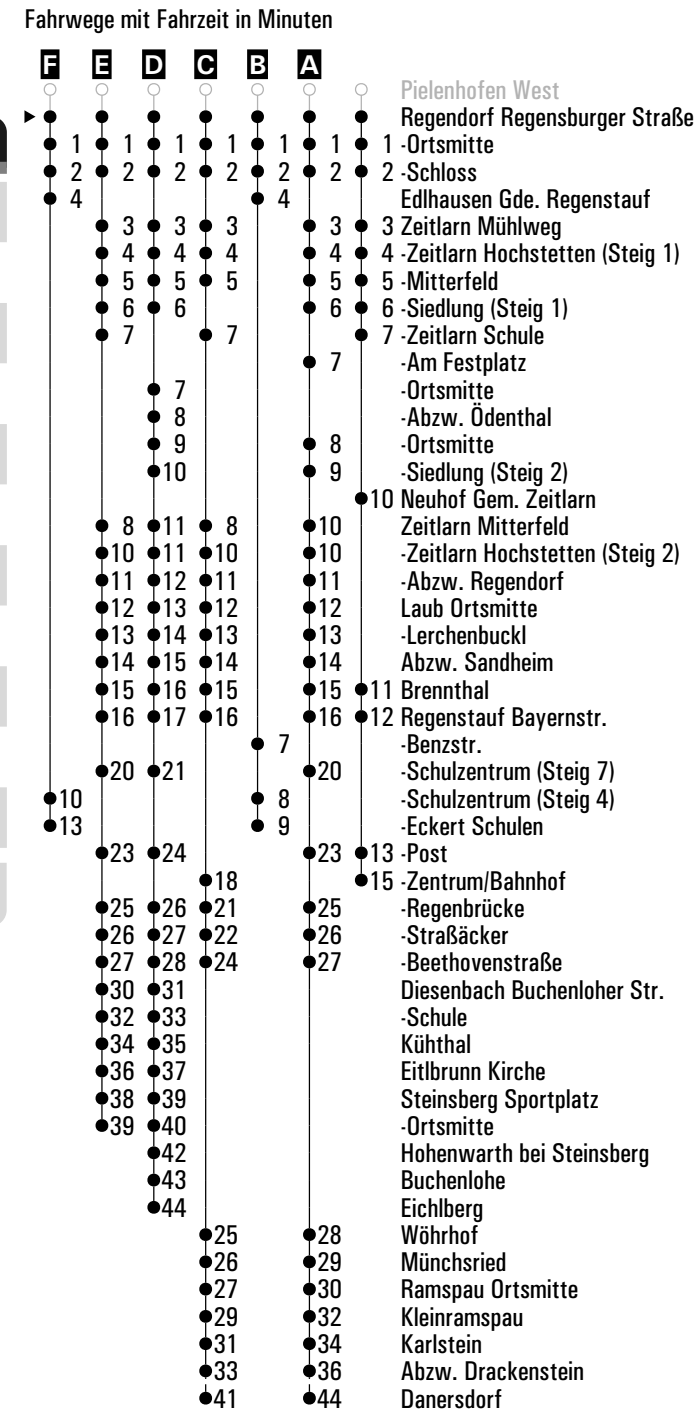 Fahrwege mit Fahrzeit in Minuten
F E D C B A
Pielenhofen West
Regendorf Regensburger Straße
1 1 1 1 1 1 1 -Ortsmitte
2 2 2 2 2 2 2 -Schloss
4 4 Edlhausen Gde. Regenstauf
3 3 3 3 3 Zeitlarn Mühlweg
4 4 4 4 4 -Zeitlarn Hochstetten (Steig 1)
5 5 5 5 5 -Mitterfeld
6 6 6 6 -Siedlung (Steig 1)
7 7 7 -Zeitlarn Schule
7 -Am Festplatz
7 -Ortsmitte
8 -Abzw. Ödenthal
9 8 -Ortsmitte
10 9 -Siedlung (Steig 2)
10 Neuhof Gem. Zeitlarn
8 11 8 10 Zeitlarn Mitterfeld
10 11 10 10 -Zeitlarn Hochstetten (Steig 2)
11 12 11 11 -Abzw. Regendorf
12 13 12 12 Laub Ortsmitte
13 14 13 13 -Lerchenbuckl
14 15 14 14 Abzw. Sandheim
15 16 15 15 11 Brennthal
16 17 16 16 12 Regenstauf Bayernstr.
7 -Benzstr.
20 21 20 -Schulzentrum (Steig 7)
10 8 -Schulzentrum (Steig 4)
13 9 -Eckert Schulen
23 24 23 13 -Post
18 15 -Zentrum/Bahnhof
25 26 21 25 -Regenbrücke
26 27 22 26 -Straßäcker
27 28 24 27 -Beethovenstraße
30 31 Diesenbach Buchenloher Str.
32 33 -Schule
34 35 Kühthal
36 37 Eitlbrunn Kirche
38 39 Steinsberg Sportplatz
39 40 -Ortsmitte
42 Hohenwarth bei Steinsberg
43 Buchenlohe
44 Eichlberg
25 28 Wöhrhof
26 29 Münchsried
27 30 Ramspau Ortsmitte
29 32 Kleinramspau
31 34 Karlstein
33 36 Abzw. Drackenstein
41 44 Danersdorf